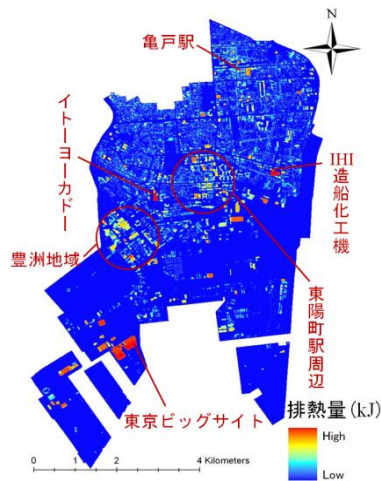 N
亀戸駅
イトーヨーカドー
IHI
造船化工機
豊洲地域
東陽町駅周辺
東京ビッグサイト
排熱量(kJ)
High
Low
0 1 2 4 Kilometers